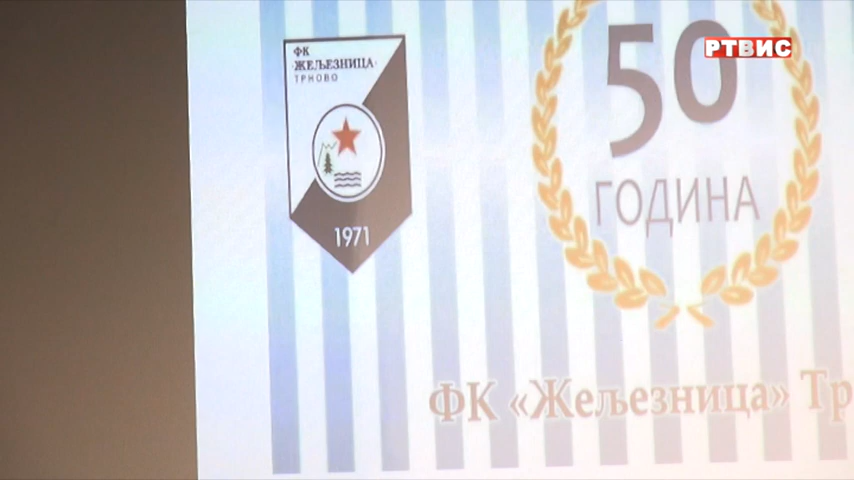 РТВИС
ФК
"ЖЕЉЕЗНИЦА"
ТРНОВО
1971
50
ГОДИНА
ФК «Жељезница» Тр